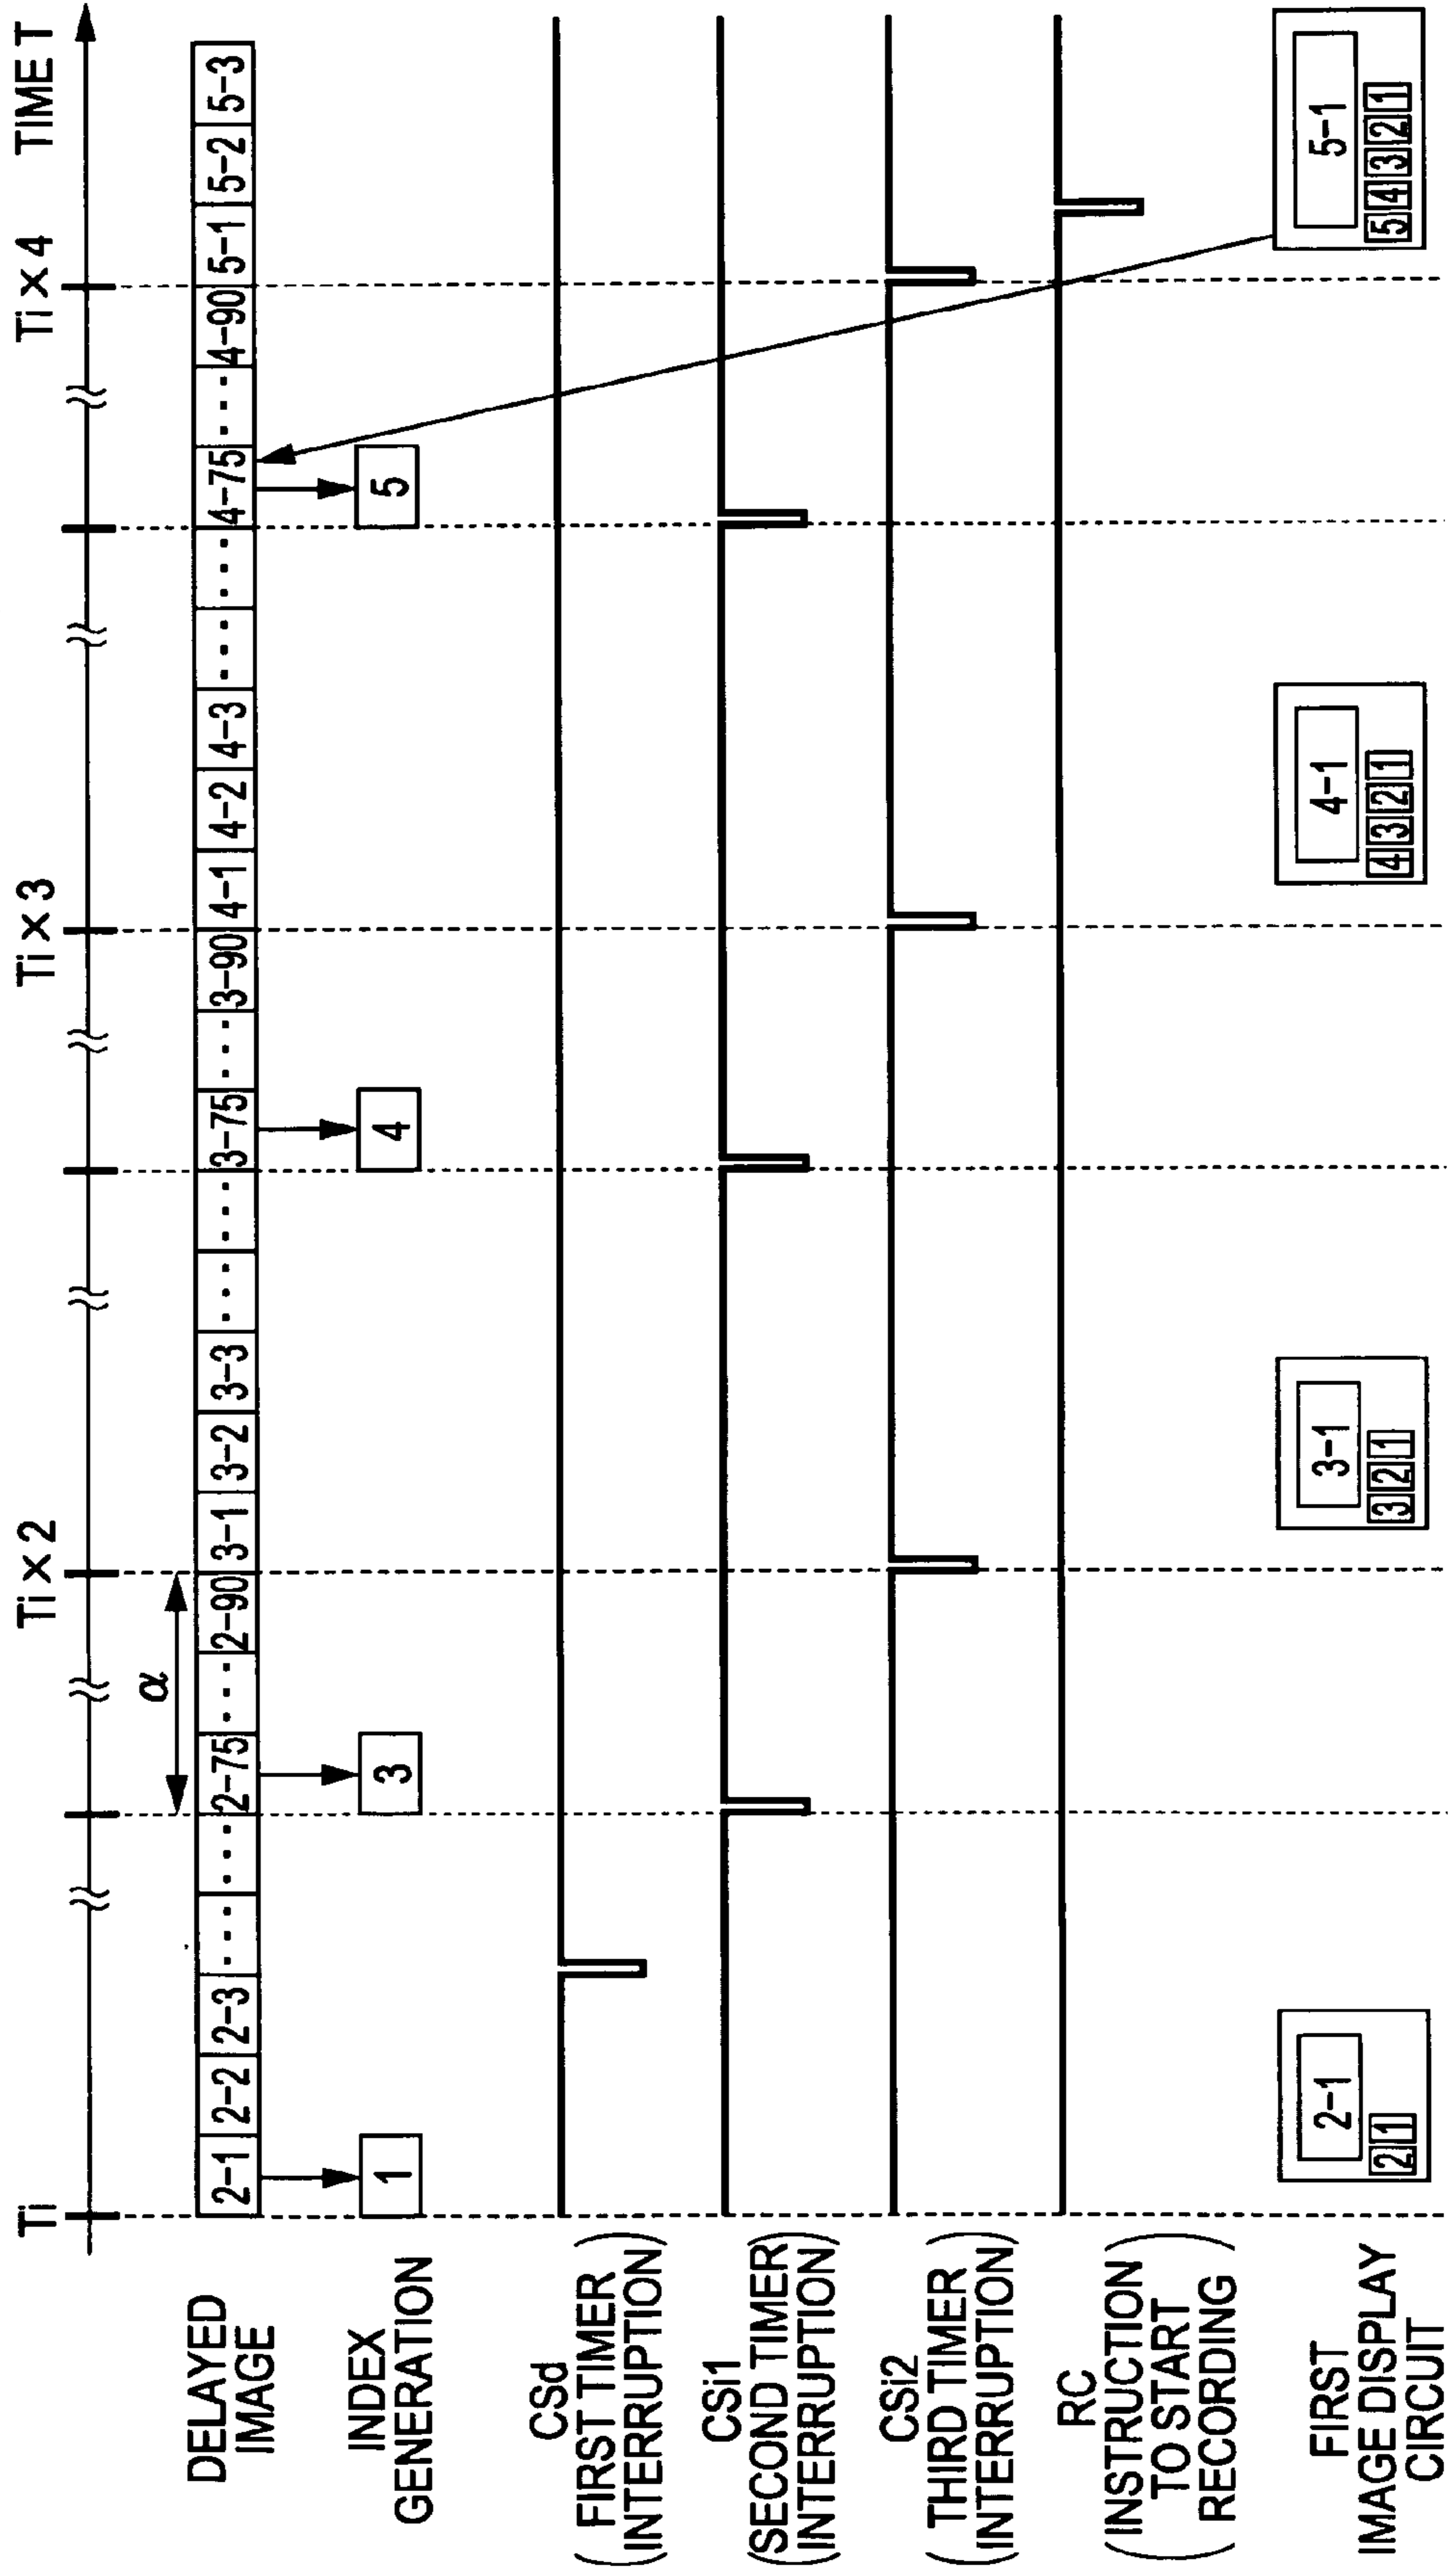 Ti Ti×2 Ti×3 Ti×4 TIME T
α
DELAYED
IMAGE
2-1 2-2 2-3 ... ... 2-75 ... 2-90 3-1 3-2 3-3 ... ... 3-75 ... 3-90 4-1 4-2 4-3 ... ... 4-75 ... 4-90 5-1 5-2 5-3
INDEX
GENERATION
1 3 4 5
CSd
(FIRST TIMER
INTERRUPTION)
CSi1
(SECOND TIMER
INTERRUPTION)
CSi2
(THIRD TIMER
INTERRUPTION)
RC
(INSTRUCTION
TO START
RECORDING)
FIRST
IMAGE DISPLAY
CIRCUIT
2-1
2 1
3-1
3 2 1
4-1
4 3 2 1
5-1
5 4 3 2 1